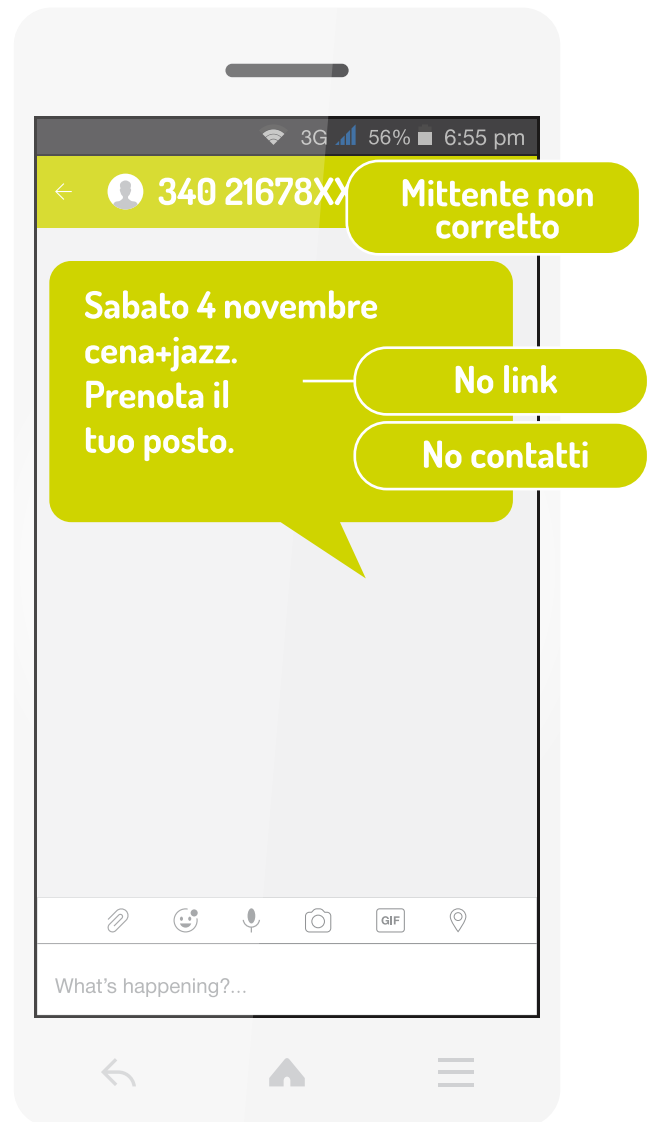 3G 56% 6:55 pm
340 21678XX
Mittente non
corretto
Sabato 4 novembre
cena+jazz.
Prenota il
tuo posto.
No link
No contatti
GIF
What's happening?...